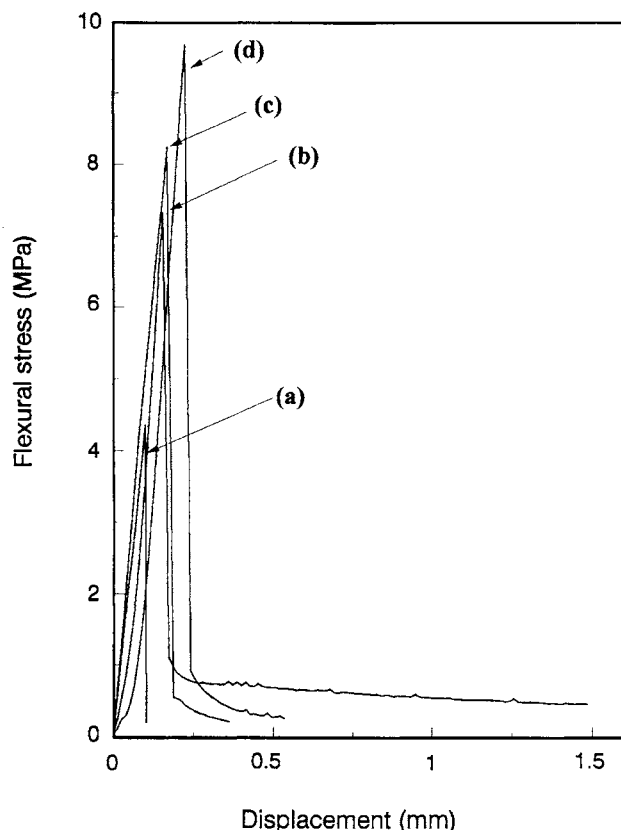 10
(d)
(c)
8
(b)
6
Flexural stress (MPa)
(a)
4
2
0
0 0.5 1 1.5
Displacement (mm)